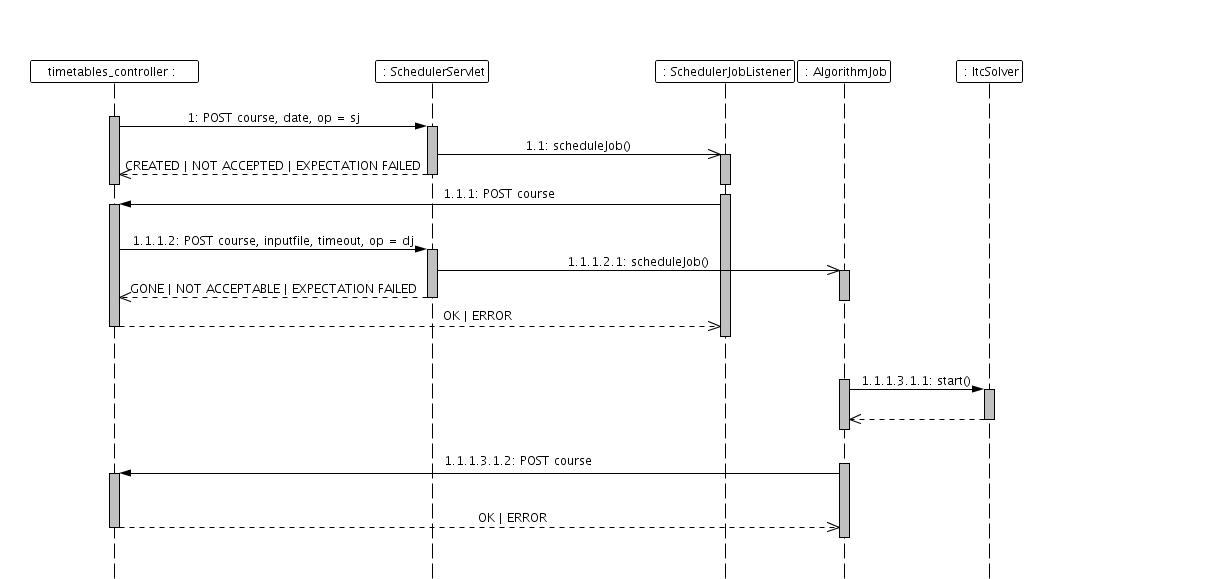 timetables_controller :
: SchedulerServlet
: SchedulerJobListener
: AlgorithmJob
: ItcSolver
1: POST course, date, op = sj
1.1: scheduleJob()
CREATED | NOT ACCEPTED | EXPECTATION FAILED
1.1.1: POST course
1.1.1.2: POST course, inputfile, timeout, op = dj
1.1.1.2.1: scheduleJob()
GONE | NOT ACCEPTABLE | EXPECTATION FAILED
OK | ERROR
1.1.1.3.1.1: start()
1.1.1.3.1.2: POST course
OK | ERROR